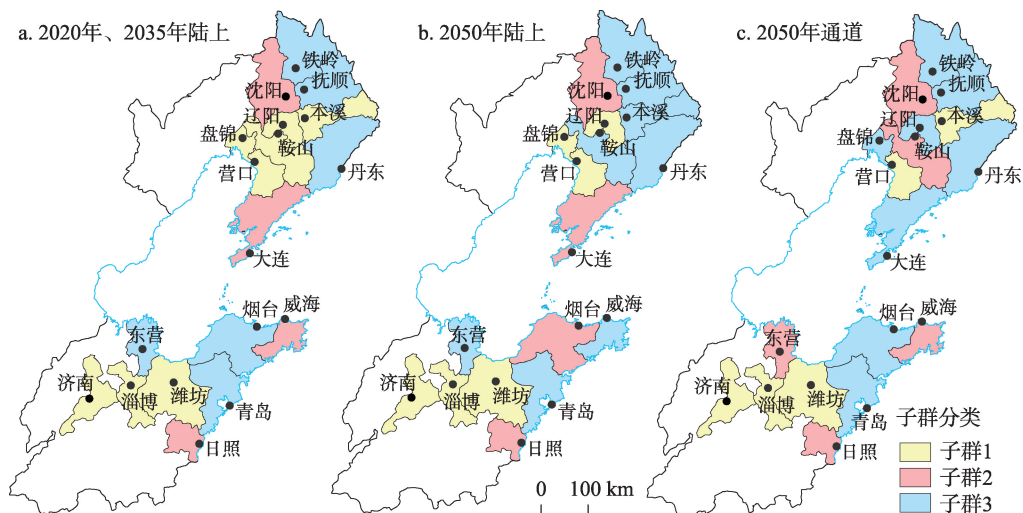 a. 2020年、2035年陆上
铁岭
抚顺
沈阳
辽阳
本溪
盘锦
鞍山
营口
丹东
大连
烟台
威海
东营
济南
淄博
潍坊
青岛
日照
b. 2050年陆上
铁岭
抚顺
沈阳
辽阳
本溪
盘锦
鞍山
营口
丹东
大连
烟台
威海
东营
济南
淄博
潍坊
青岛
日照
0 100 km
c. 2050年通道
铁岭
抚顺
沈阳
辽阳
本溪
盘锦
鞍山
营口
丹东
大连
烟台
威海
东营
济南
淄博
潍坊
青岛
日照
子群分类
子群1
子群2
子群3